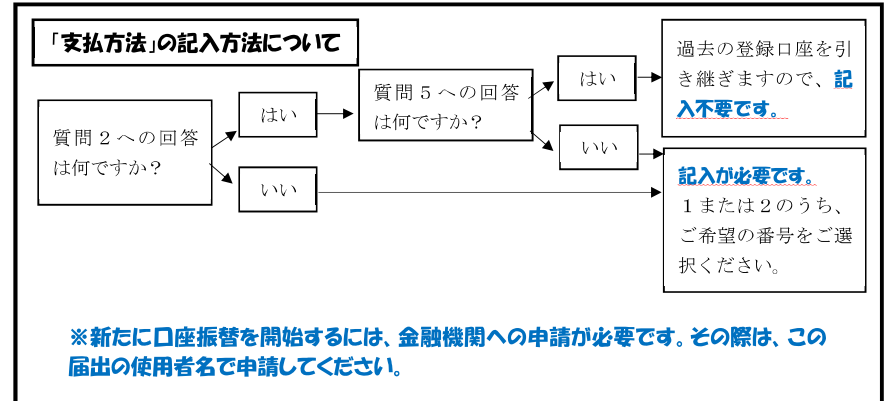 「支払方法」の記入方法について
質問２への回答
は何ですか？
はい
いい
質問５への回答
は何ですか？
はい
いい
過去の登録口座を引
き継ぎますので、記
入不要です。
記入が必要です。
１または２のうち、
ご希望の番号をご選
択ください。
※新たに口座振替を開始するには、金融機関への申請が必要です。その際は、この
届出の使用者名で申請してください。